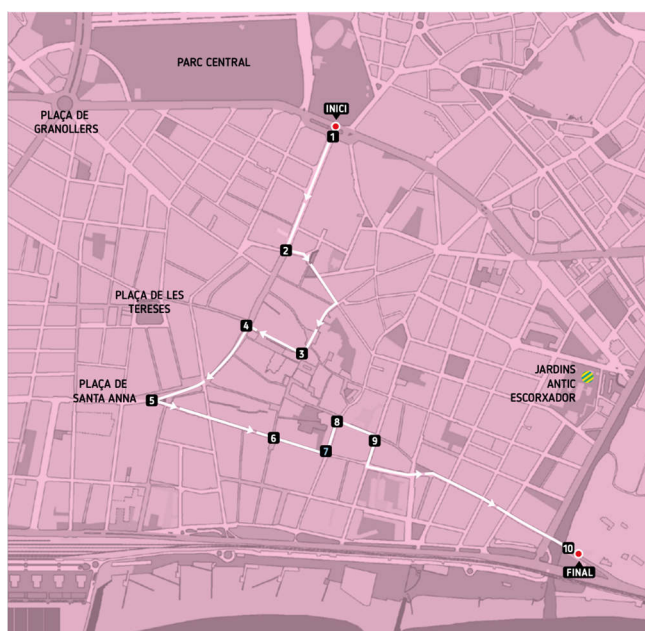 PARC CENTRAL
INICI
PLAÇA DE
GRANOLLERS
1
2
PLAÇA DE LES
TERESES
4
3
JARDINS
ANTIC
ESCORXADOR
PLAÇA DE
SANTA ANNA
5
8
6
9
7
10
FINAL